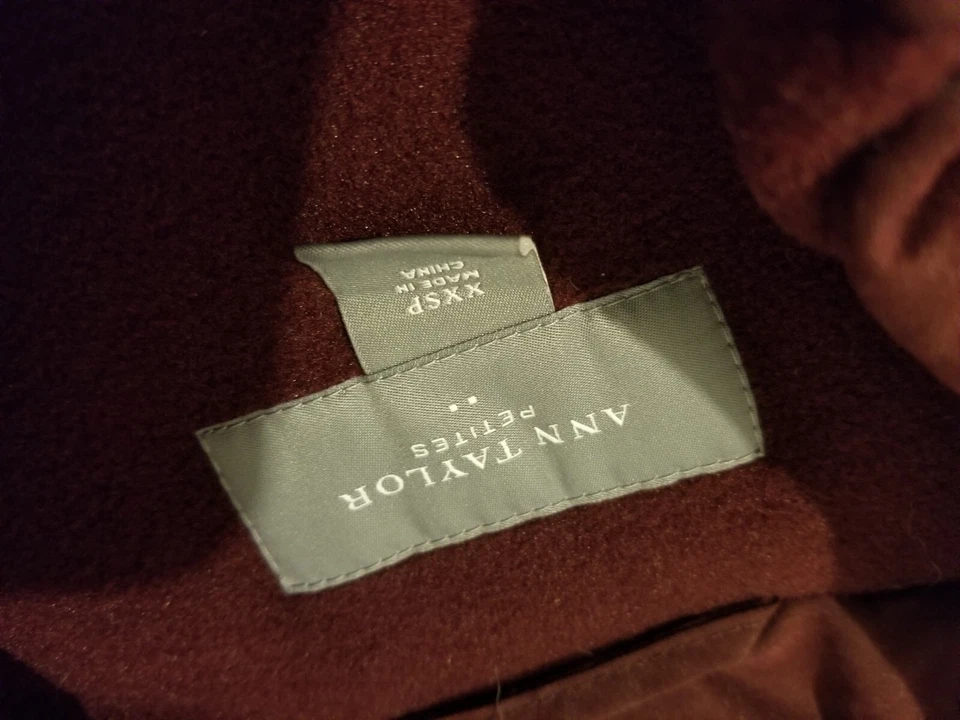 ANN TAYLOR
PETITES
XXSP
MADE IN
CHINA